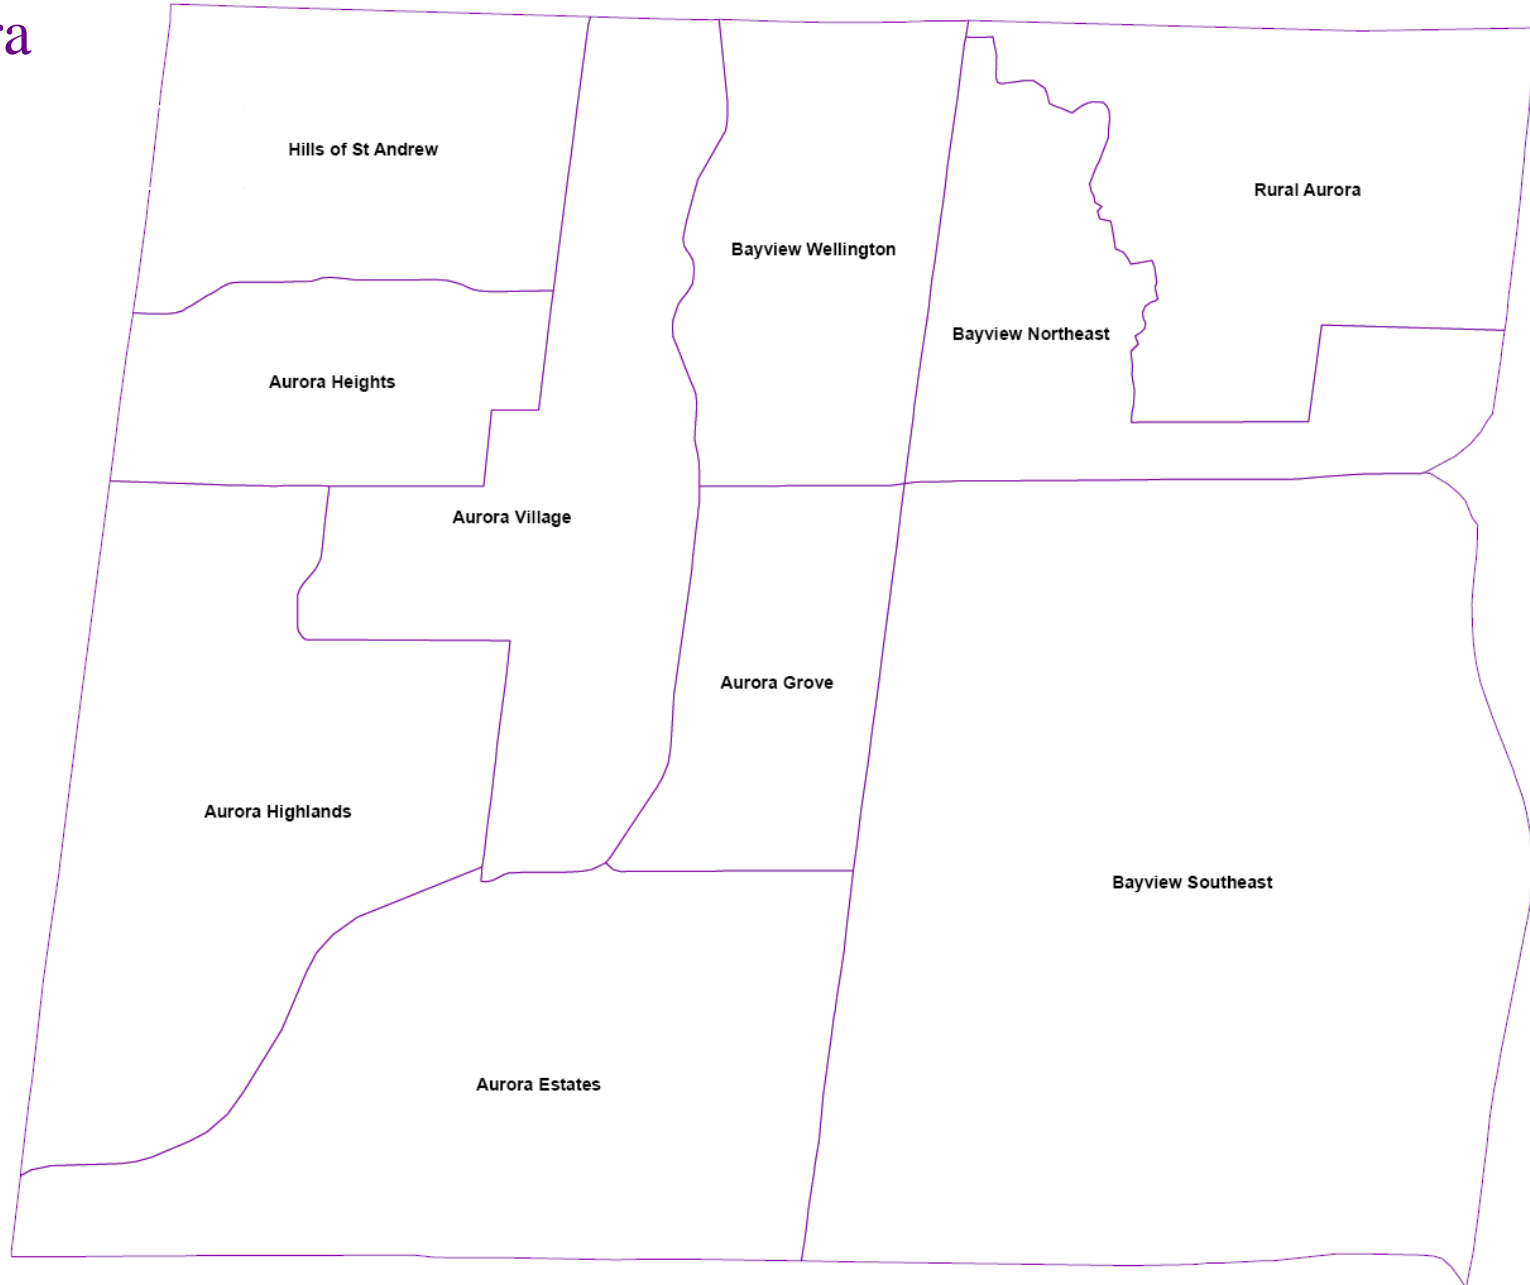 ra
Hills of St Andrew
Rural Aurora
Bayview Wellington
Bayview Northeast
Aurora Heights
Aurora Village
Aurora Grove
Aurora Highlands
Bayview Southeast
Aurora Estates